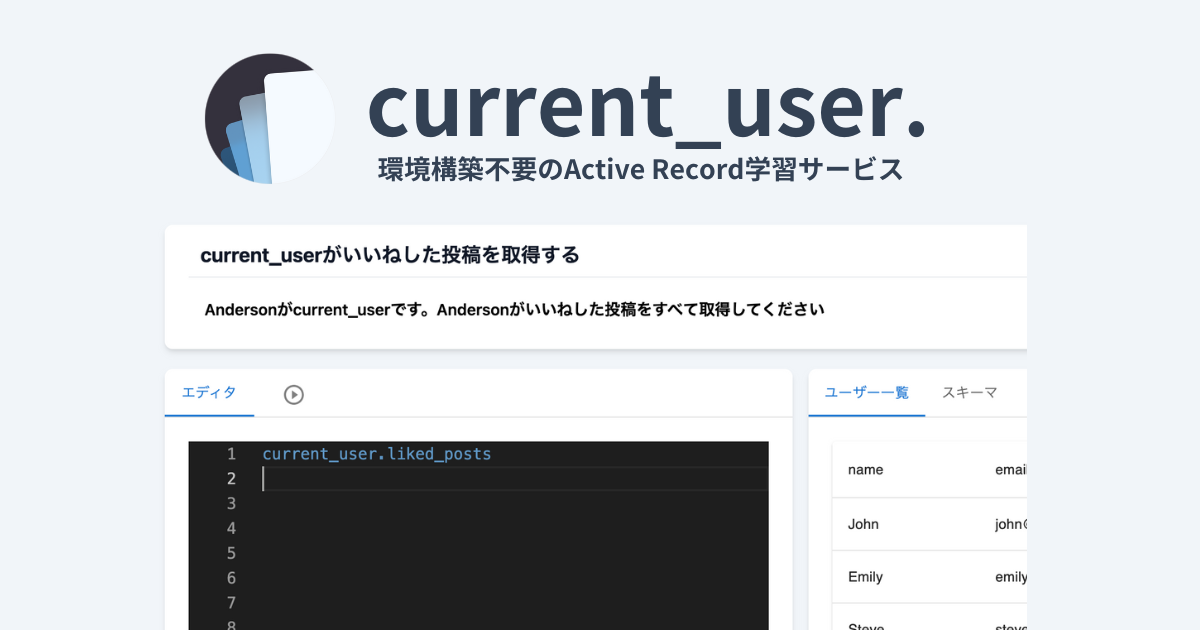 current_user.
環境構築不要のActive Record学習サービス
current_userがいいねした投稿を取得する
Andersonがcurrent_userです。Andersonがいいねした投稿をすべて取得してください
エディタ
ユーザー一覧 スキーマ
1 current_user.liked_posts
2
3
4
5
6
7
8
name email
John john@
Emily emily
Steve steve